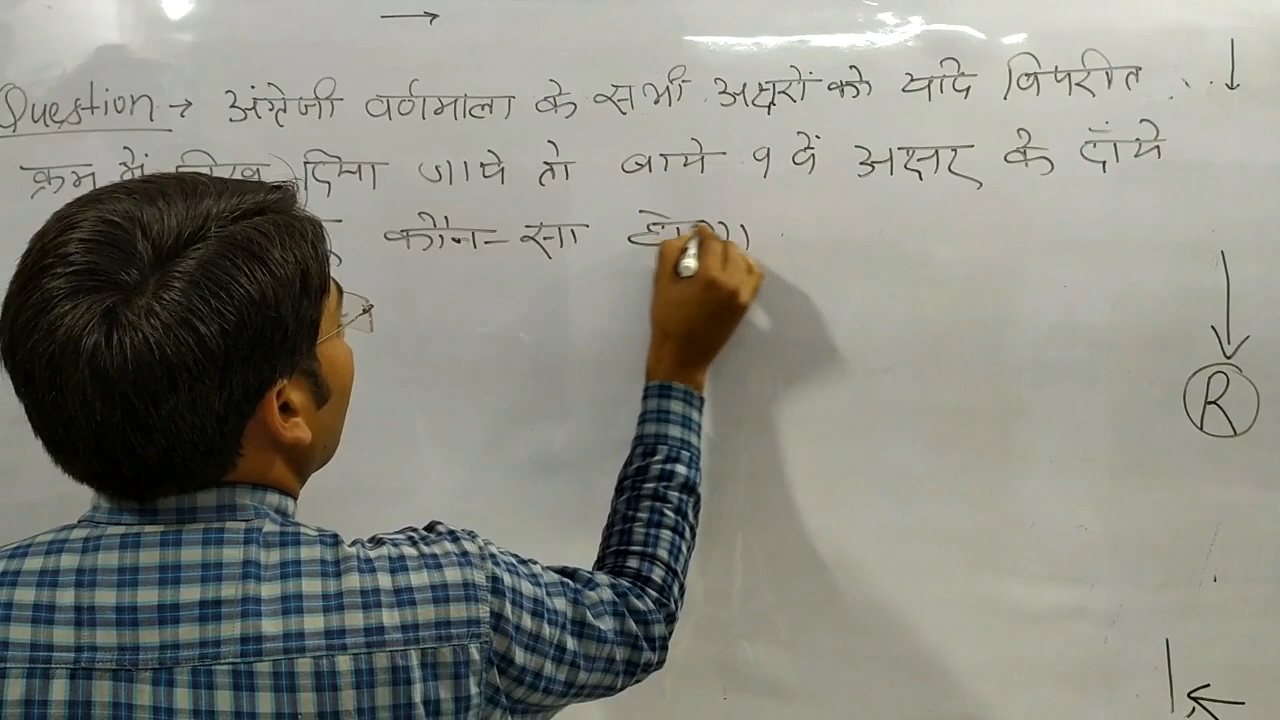 Question → अंग्रेजी वर्णमाला के सभी अक्षरों को यदि विपरीत
क्रम में दिया जाये तो बाये 9 वें अक्षर के दांये
कौन-सा
R